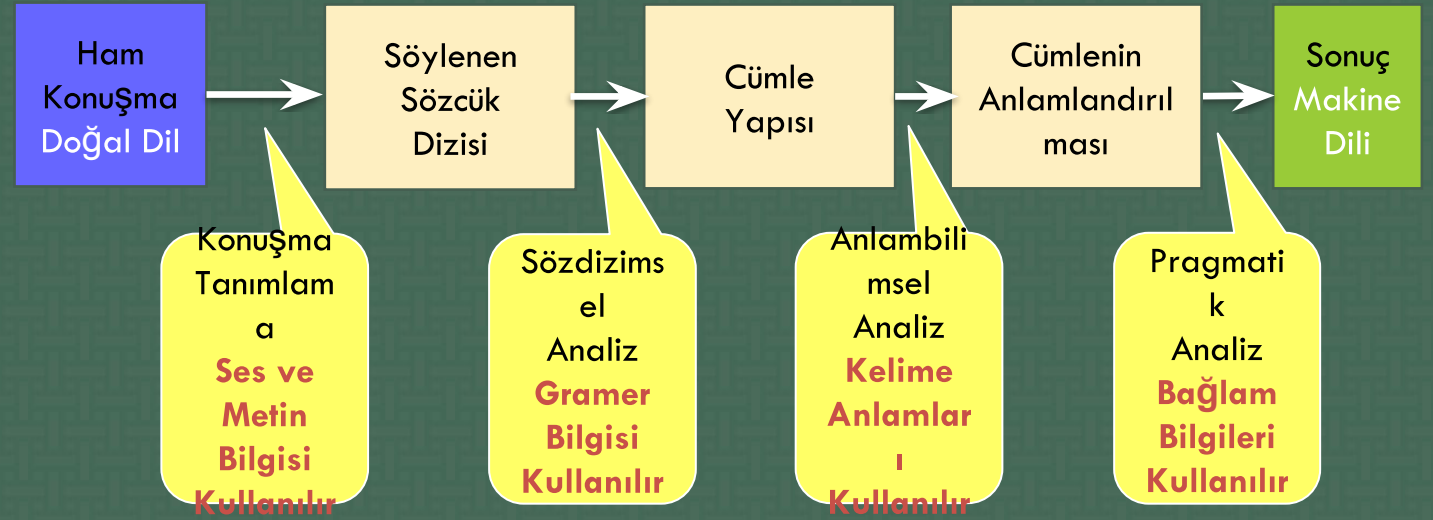 Ham
Konuşma
Doğal Dil
Söylenen
Sözcük
Dizisi
Cümle
Yapısı
Cümlenin
Anlamlandırıl
ması
Sonuç
Makine
Dili
Konuşma
Tanımlam
a
Ses ve
Metin
Bilgisi
Kullanılır
Sözdizims
el
Analiz
Gramer
Bilgisi
Kullanılır
Anlambili
msel
Analiz
Kelime
Anlamlar
ı
Kullanılır
Pragmati
k
Analiz
Bağlam
Bilgileri
Kullanılır